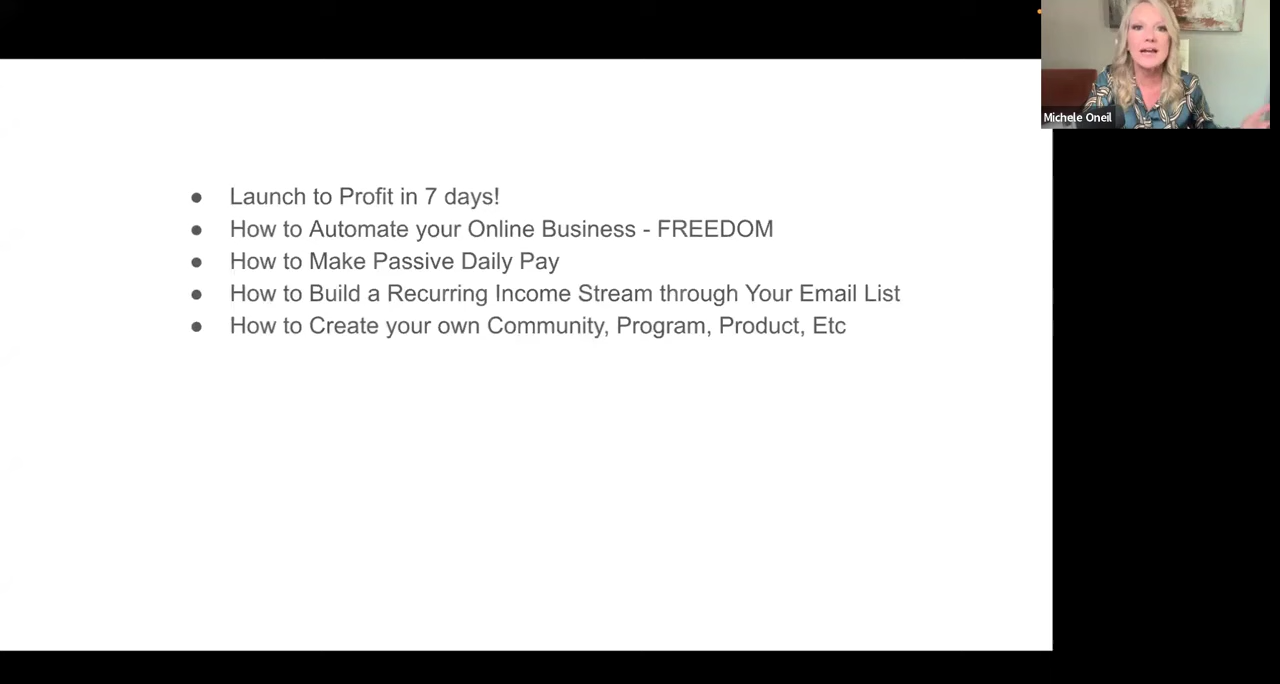 Michele Oneil
● Launch to Profit in 7 days!
● How to Automate your Online Business - FREEDOM
● How to Make Passive Daily Pay
● How to Build a Recurring Income Stream through Your Email List
● How to Create your own Community, Program, Product, Etc